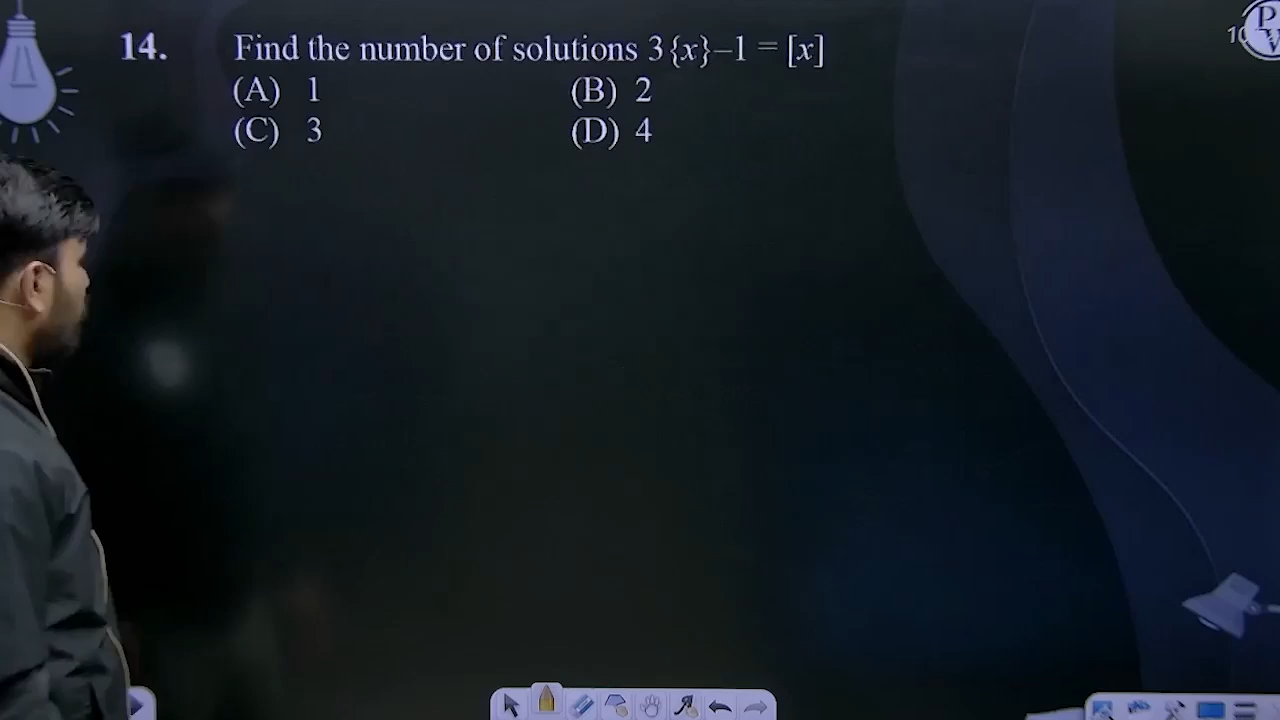 14. Find the number of solutions 3{x}–1 = [x]
(A) 1 (B) 2
(C) 3 (D) 4